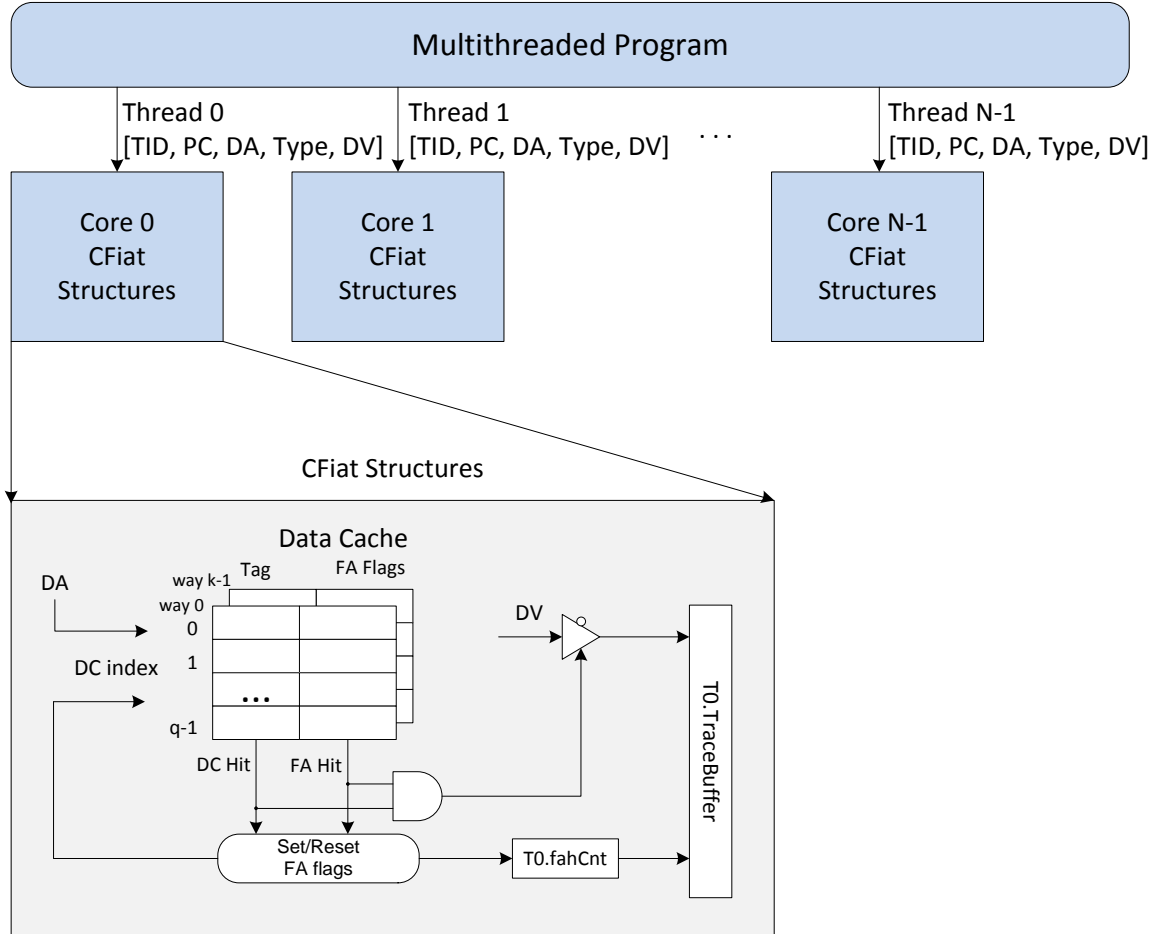 Multithreaded Program
Thread 0
[TID, PC, DA, Type, DV]
Thread 1
[TID, PC, DA, Type, DV]
. . .
Thread N-1
[TID, PC, DA, Type, DV]
Core 0
CFiat
Structures
Core 1
CFiat
Structures
Core N-1
CFiat
Structures
CFiat Structures
Data Cache
Tag
FA Flags
way k-1
way 0
DA
0
1
...
q-1
DC index
DV
DC Hit
FA Hit
Set/Reset
FA flags
T0.fahCnt
T0.TraceBuffer